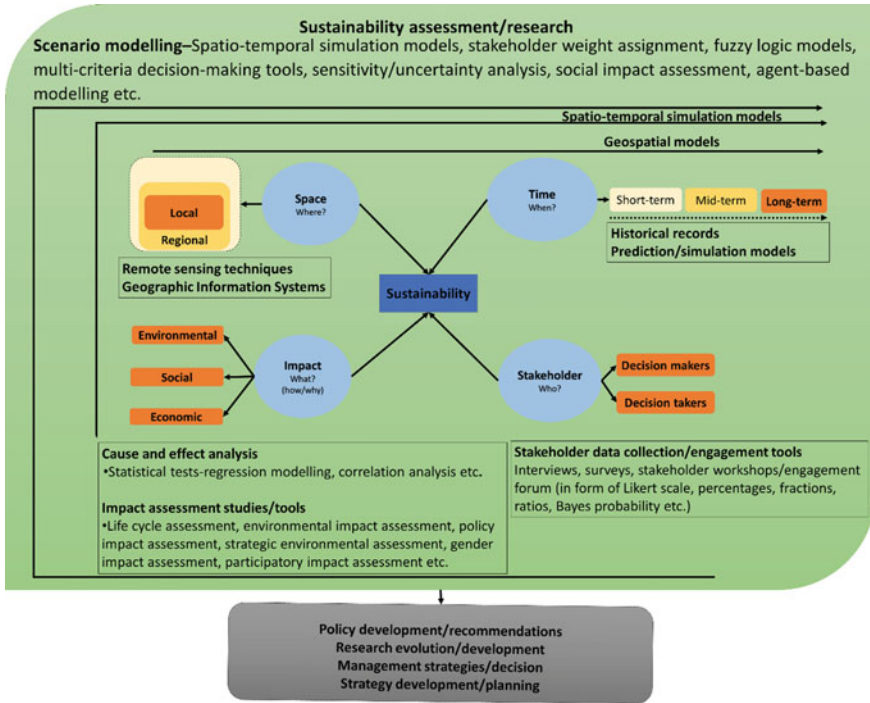 Sustainability assessment/research
Scenario modelling–Spatio-temporal simulation models, stakeholder weight assignment, fuzzy logic models,
multi-criteria decision-making tools, sensitivity/uncertainty analysis, social impact assessment, agent-based
modelling etc.
Spatio-temporal simulation models
Geospatial models
Local
Regional
Space
Where?
Time
When?
Short-term
Mid-term
Long-term
Historical records
Prediction/simulation models
Remote sensing techniques
Geographic Information Systems
Sustainability
Environmental
Social
Economic
Impact
What?
(how/why)
Stakeholder
Who?
Decision makers
Decision takers
Cause and effect analysis
•Statistical tests-regression modelling, correlation analysis etc.
Impact assessment studies/tools
•Life cycle assessment, environmental impact assessment, policy
impact assessment, strategic environmental assessment, gender
impact assessment, participatory impact assessment etc.
Stakeholder data collection/engagement tools
Interviews, surveys, stakeholder workshops/engagement
forum (in form of Likert scale, percentages, fractions,
ratios, Bayes probability etc.)
Policy development/recommendations
Research evolution/development
Management strategies/decision
Strategy development/planning